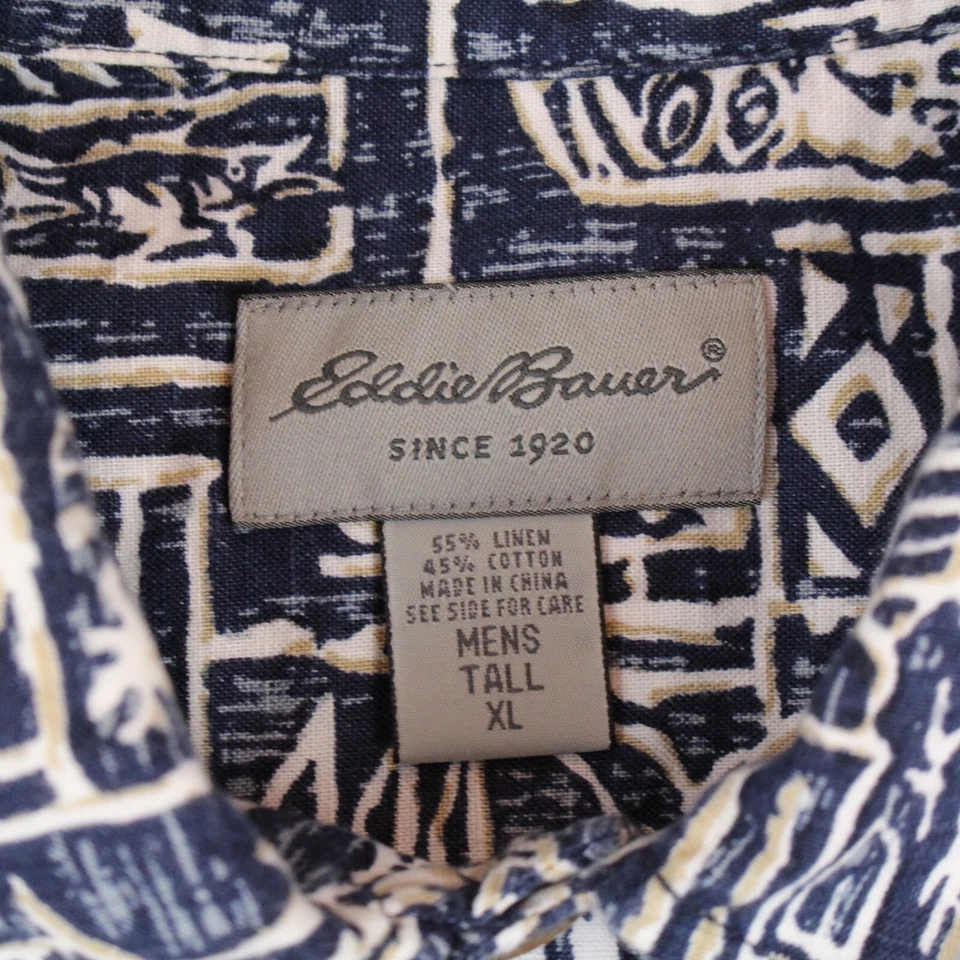 Eddie Bauer®
SINCE 1920
55% LINEN
45% COTTON
MADE IN CHINA
SEE SIDE FOR CARE
MENS
TALL
XL